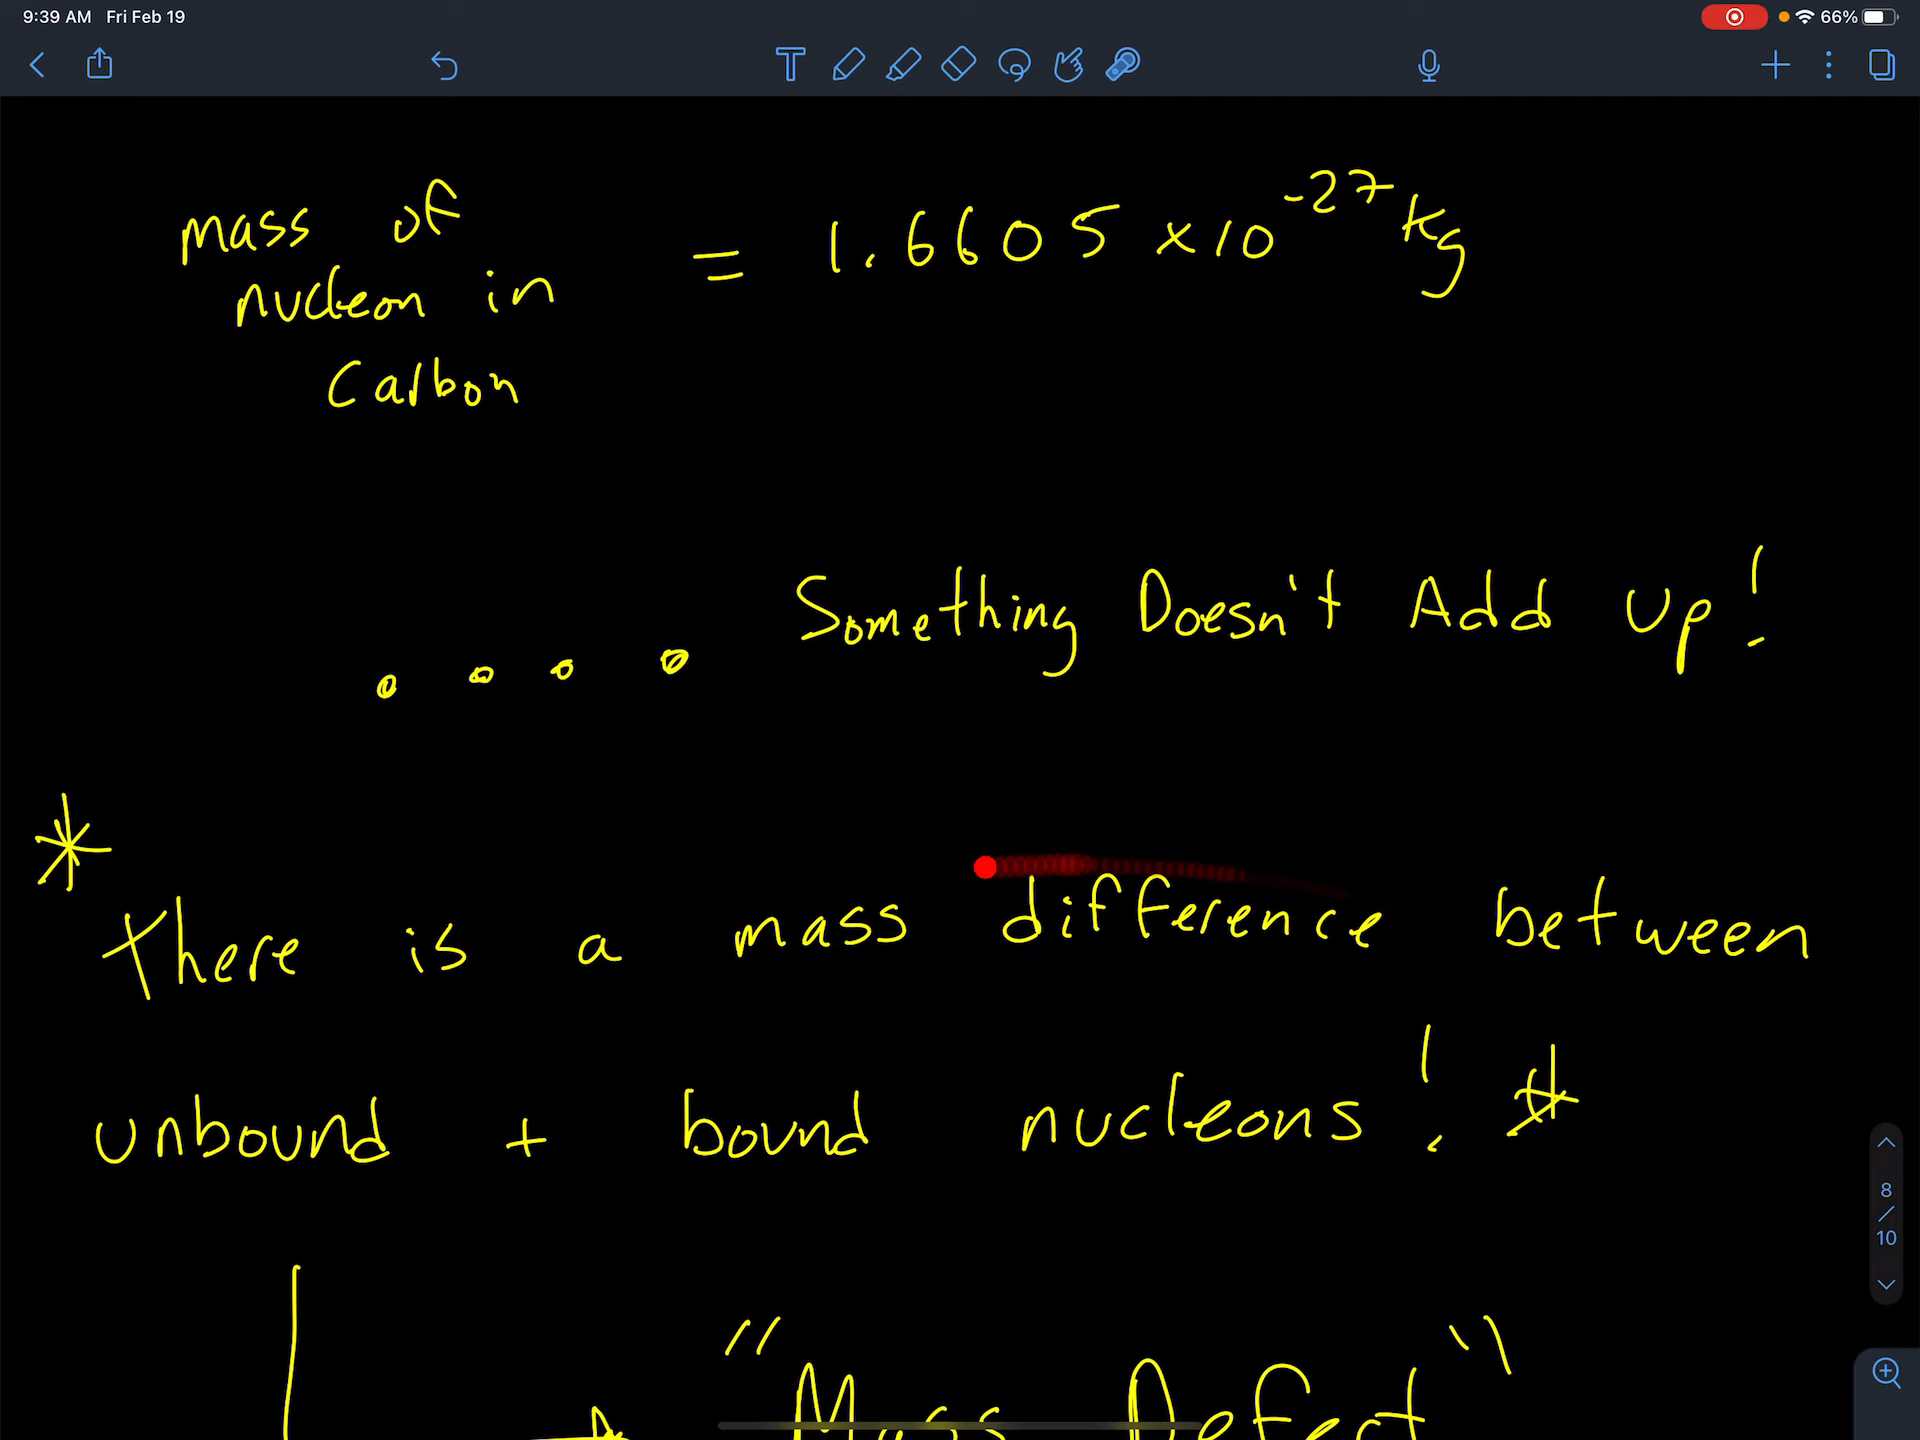 9:39 AM Fri Feb 19
66%
T
mass of
nucleon in = 1.6605 x10^-27 kg
Carbon
.... Something Doesn't Add Up!
*
There is a mass difference between
unbound + bound nucleons! *
8
/
10
"Mass Defect"